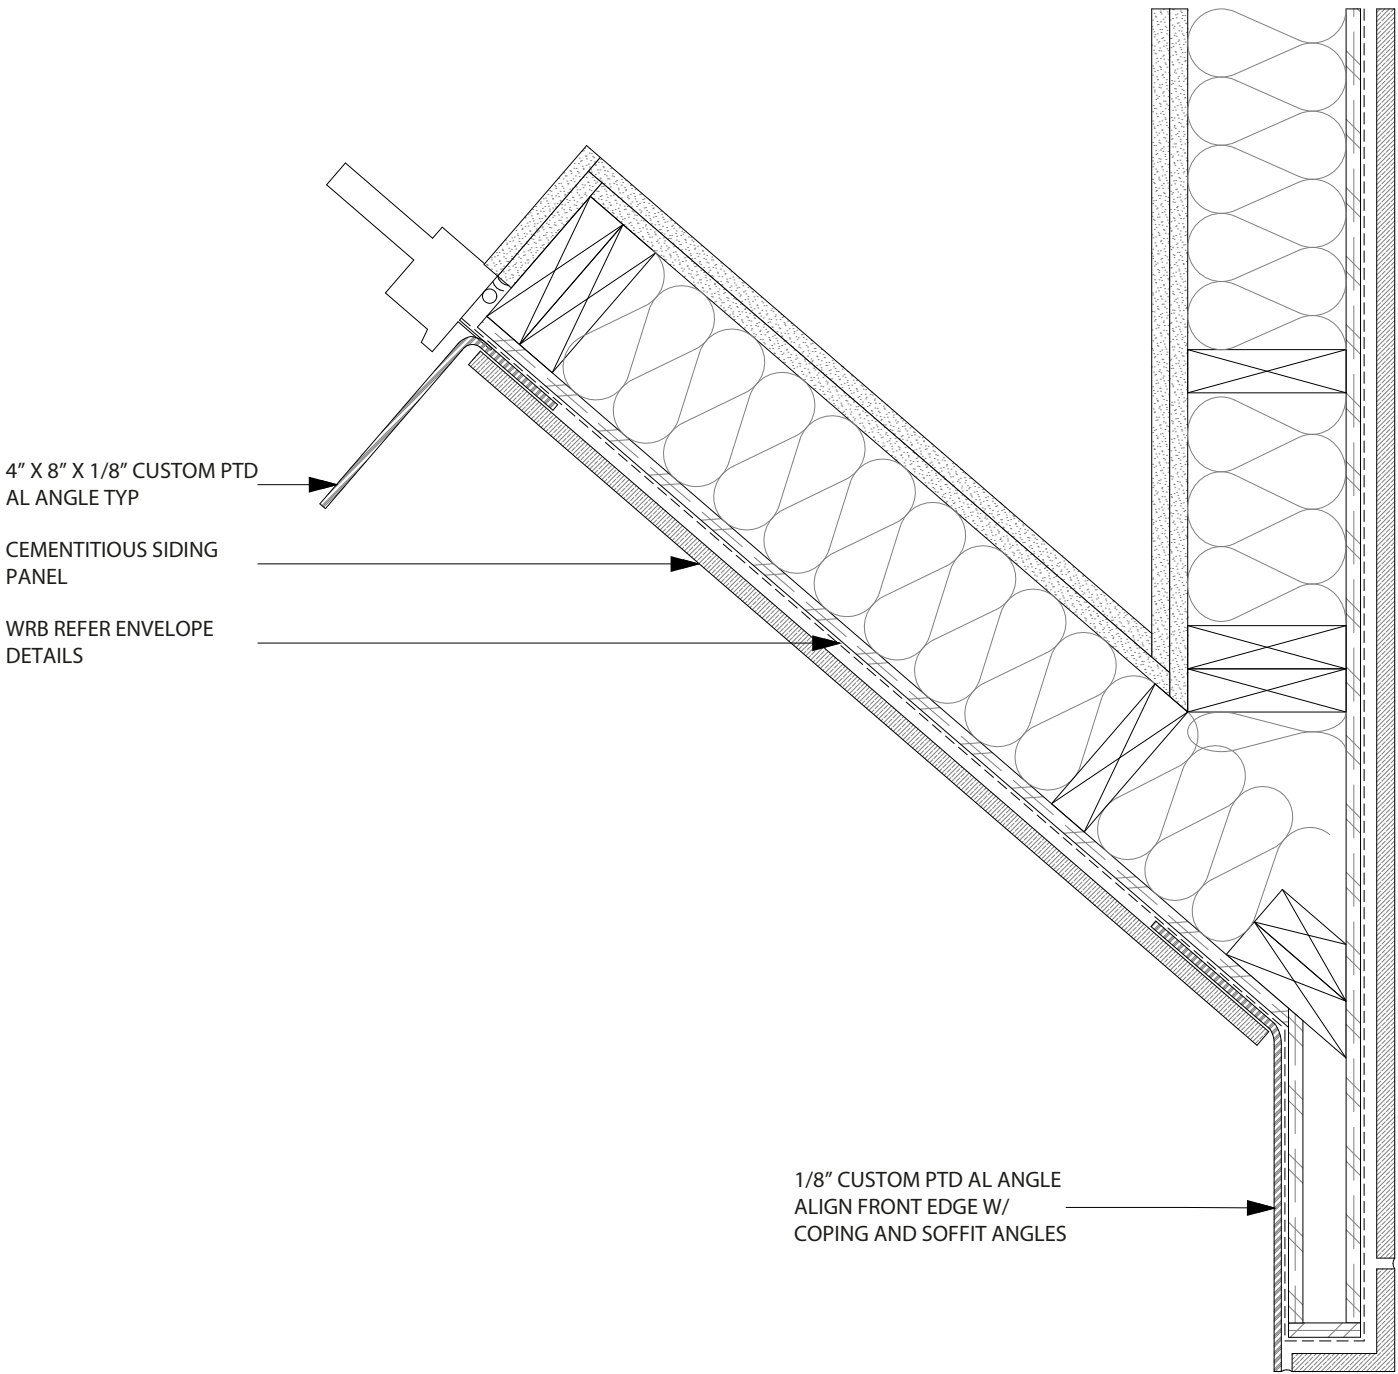 4” X 8” X 1/8” CUSTOM PTD
AL ANGLE TYP
CEMENTITIOUS SIDING
PANEL
WRB REFER ENVELOPE
DETAILS
1/8” CUSTOM PTD AL ANGLE
ALIGN FRONT EDGE W/
COPING AND SOFFIT ANGLES